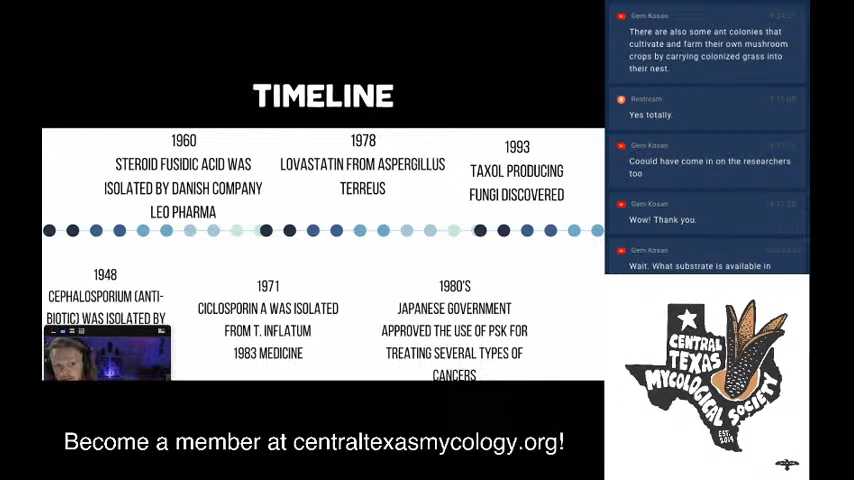 TIMELINE
1960
STEROID FUSIDIC ACID WAS
ISOLATED BY DANISH COMPANY
LEO PHARMA
1978
LOVASTATIN FROM ASPERGILLUS
TERREUS
1993
TAXOL PRODUCING
FUNGI DISCOVERED
1948
CEPHALOSPORIUM (ANTI-
BIOTIC) WAS ISOLATED BY
1971
CICLOSPORIN A WAS ISOLATED
FROM T. INFLATUM
1983 MEDICINE
1980'S
JAPANESE GOVERNMENT
APPROVED THE USE OF PSK FOR
TREATING SEVERAL TYPES OF
CANCERS
Become a member at centraltexasmycology.org!
Gem Kosan
There are also some ant colonies that
cultivate and farm their own mushroom
crops by carrying colonized grass into
their nest.
Restream
Yes totally.
Gem Kosan
Coould have come in on the researchers
too
Gem Kosan
Wow! Thank you.
Gem Kosan
Wait. What substrate is available in
CENTRAL
TEXAS
MYCOLOGICAL SOCIETY
EST.
2019